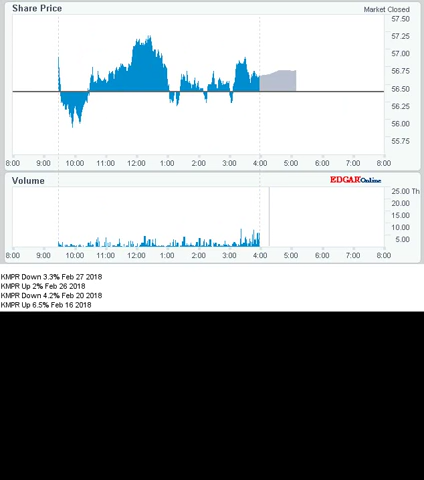 Share Price
Market Closed
57.50
57.25
57.00
56.75
56.50
56.25
56.00
55.75
8:00 9:00 10:00 11:00 12:00 1:00 2:00 3:00 4:00 5:00 6:00 7:00 8:00
Volume
EDGAROnline
25.00 Th
20.00
15.00
10.00
5.00
8:00 9:00 10:00 11:00 12:00 1:00 2:00 3:00 4:00 5:00 6:00 7:00 8:00
KMPR Down 3.3% Feb 27 2018
KMPR Up 2% Feb 26 2018
KMPR Down 4.2% Feb 20 2018
KMPR Up 6.5% Feb 16 2018